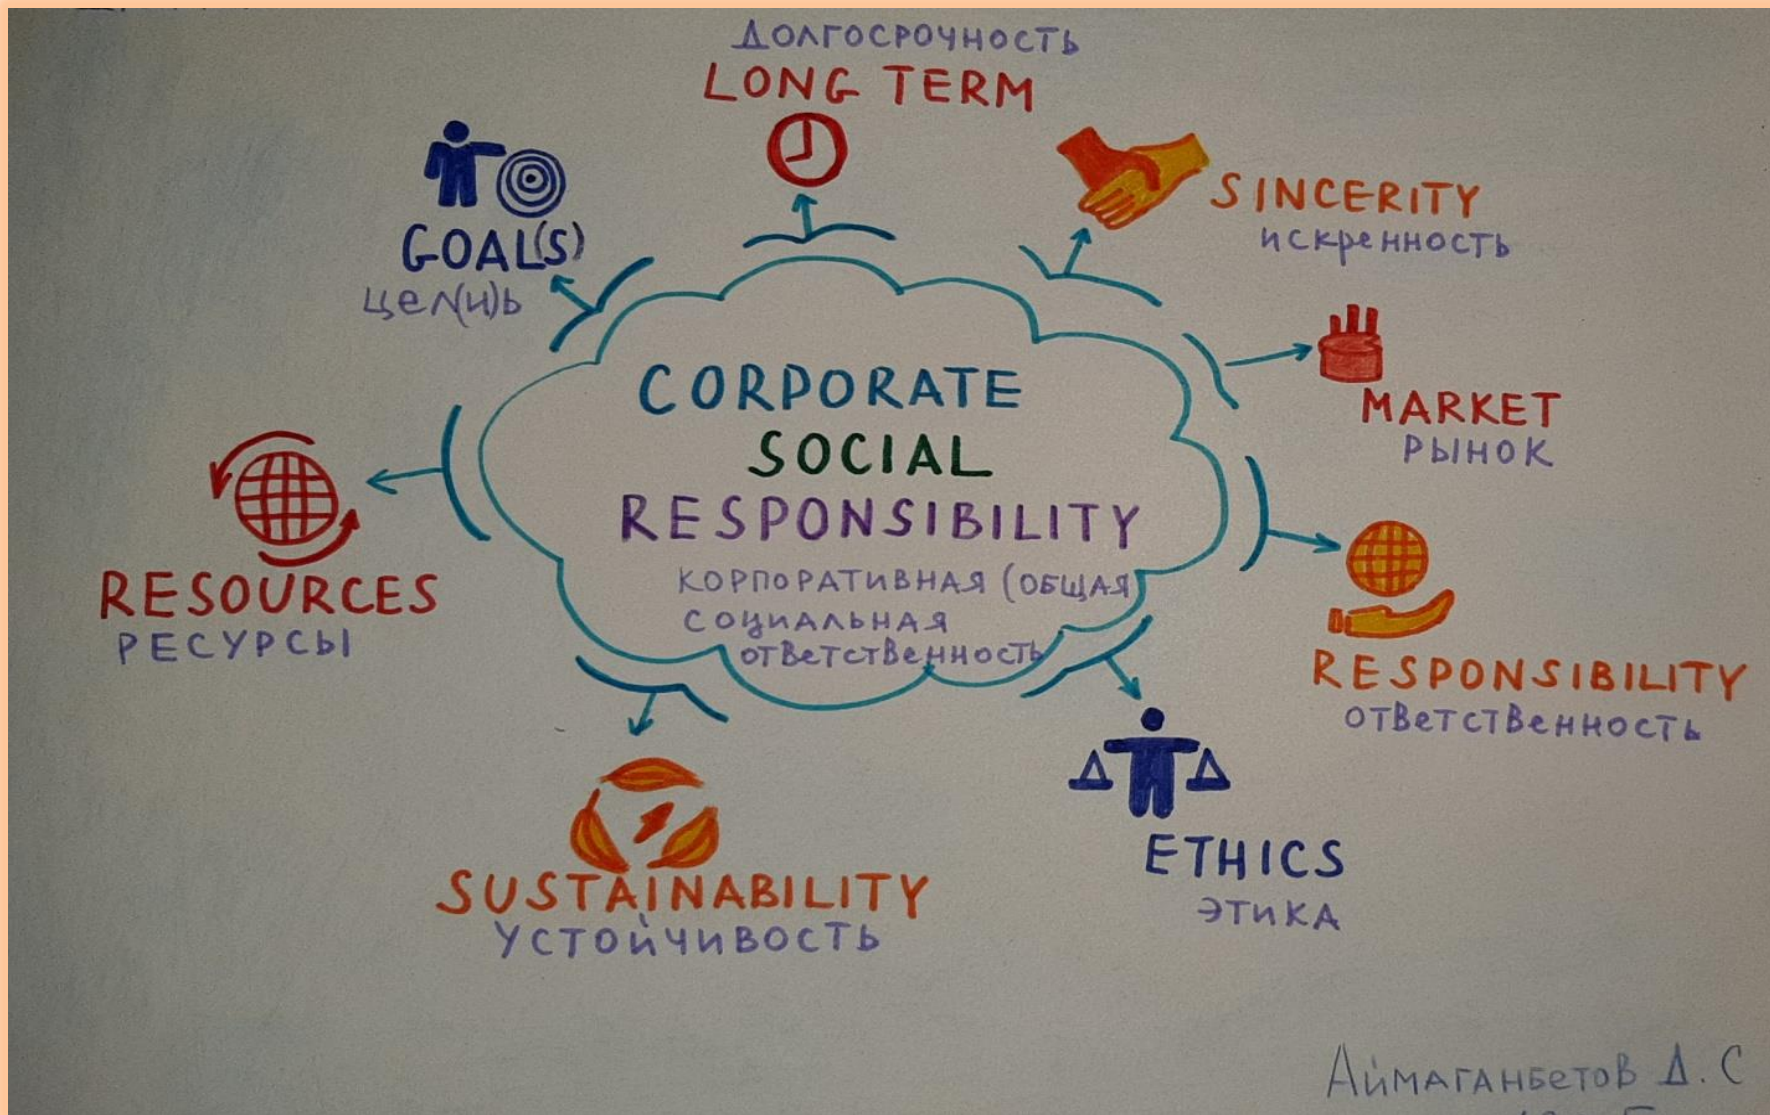 ДОЛГОСРОЧНОСТЬ
LONG TERM
SINCERITY
искренность
GOAL(S)
цел(и)ь
MARKET
РЫНОК
CORPORATE
SOCIAL
RESPONSIBILITY
КОРПОРАТИВНАЯ (ОБЩАЯ
СОЦИАЛЬНАЯ
ответственность
RESOURCES
РЕСУРСЫ
RESPONSIBILITY
ответственность
ETHICS
ЭТИКА
SUSTAINABILITY
УСТОЙЧИВОСТЬ
Аймаганбетов Д. С